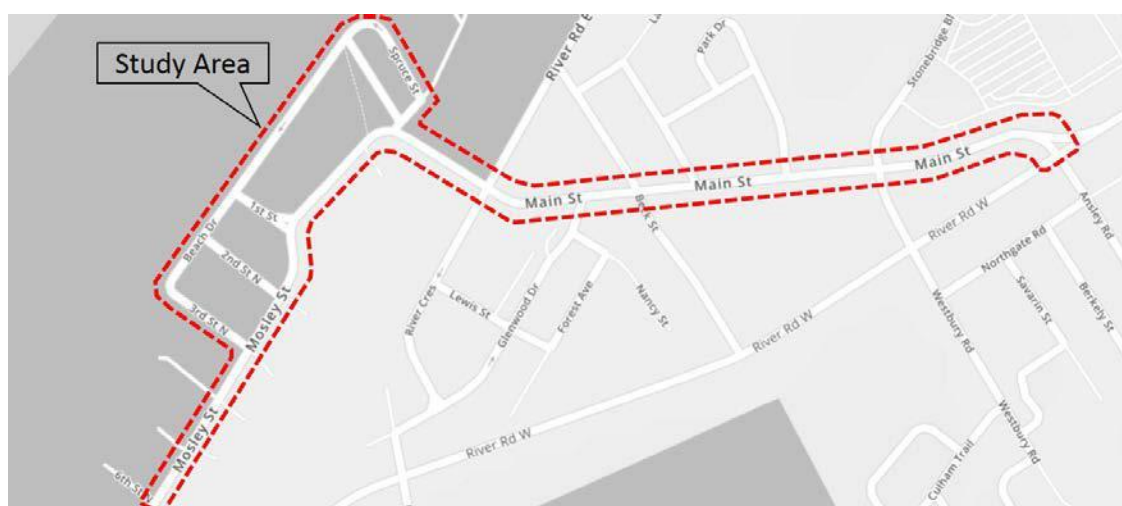 Study Area
Spruce St
River Rd E
La
Park Dr
Stonebridge Bl
Main St
Main St
Main St
Beck St
1st St
Beach Dr
2nd St N
3rd St N
Mosley St
Mosley St
6th St N
River Cres
Lewis St
Glenwood Dr
Forest Ave
Nancy St
River Rd W
River Rd W
River Rd W
Westbury Rd
Westbury Rd
Northgate Rd
Ansley Rd
Savarin St
Berkely St
Culham Trail